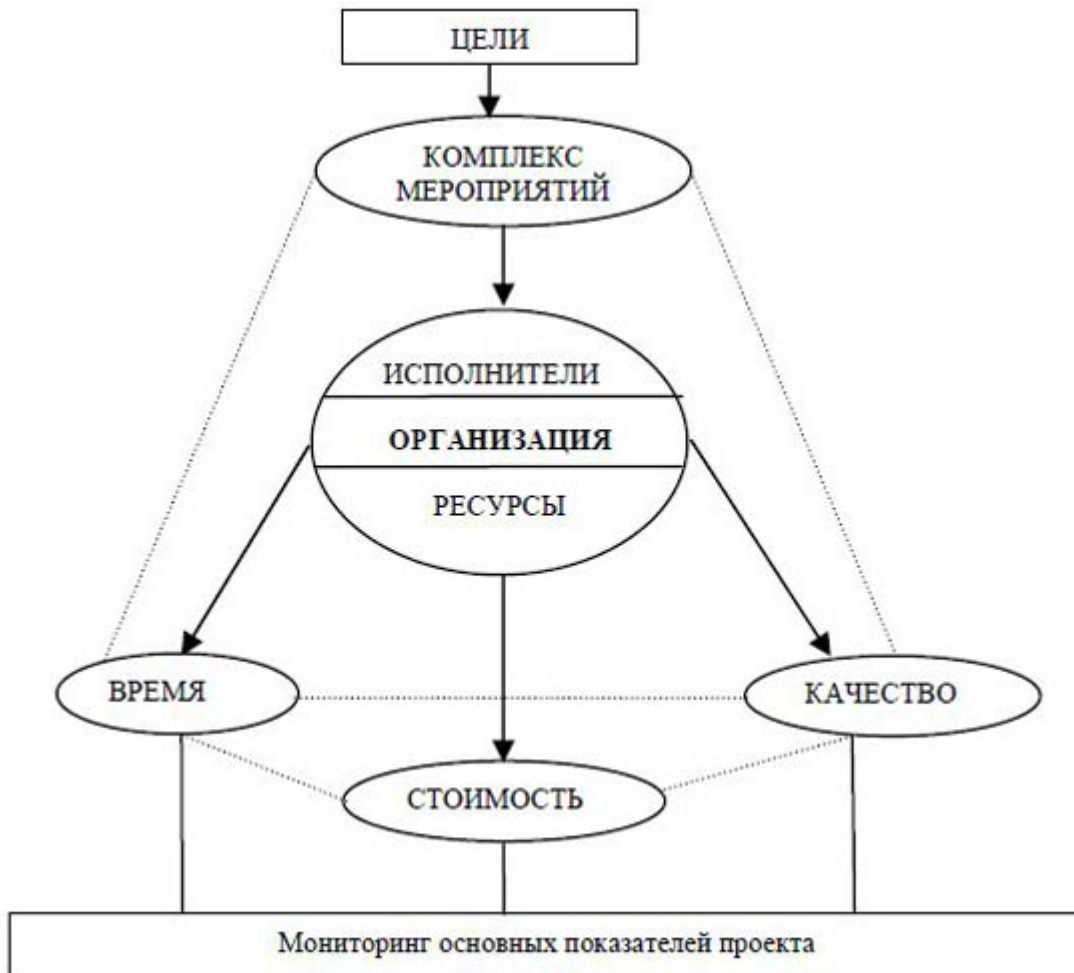 ЦЕЛИ
КОМПЛЕКС
МЕРОПРИЯТИЙ
ИСПОЛНИТЕЛИ
ОРГАНИЗАЦИЯ
РЕСУРСЫ
ВРЕМЯ
КАЧЕСТВО
СТОИМОСТЬ
Мониторинг основных показателей проекта